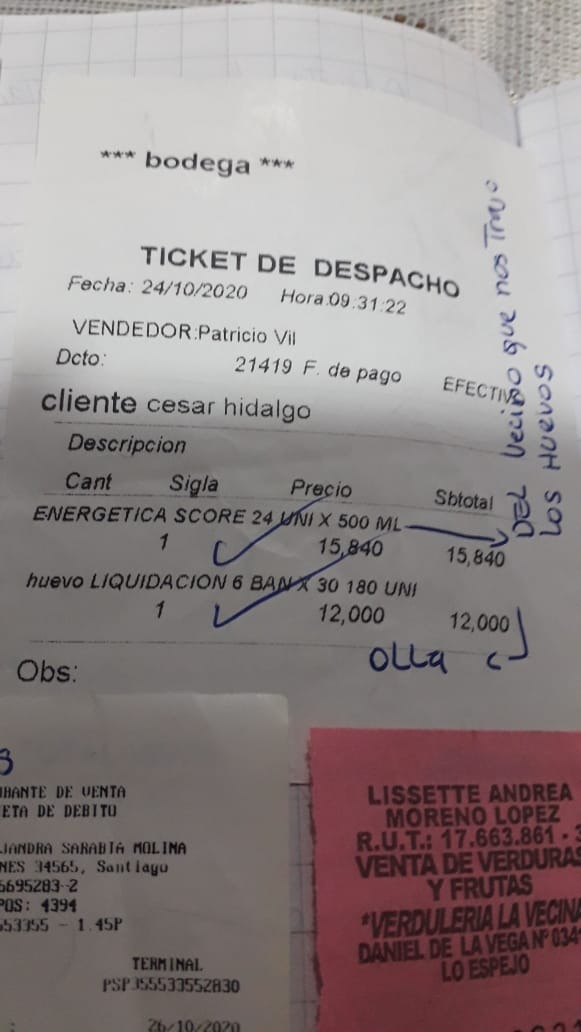 *** bodega ***
TICKET DE DESPACHO
Fecha: 24/10/2020 Hora:09:31:22
VENDEDOR:Patricio Vil
Dcto: 21419 F. de pago EFECTIV
cliente cesar hidalgo
Descripcion
Cant Sigla Precio Sbtotal
ENERGETICA SCORE 24 UNI X 500 ML
1 15,840 15,840
huevo LIQUIDACION 6 BAN X 30 180 UNI
1 12,000 12,000
OLLA
Obs:
DEL Vecino que nos Trajo
LOS HUEVOS
BANTE DE VENTA
ETA DE DEBITO
JANDRA SARABIA MOLINA
NES 34565, Santiago
6695283-2
POS: 4394
553355 - 1.45P
TERMINAL
PSPJ55533552830
26/10/2020
LISSETTE ANDREA
MORENO LOPEZ
R.U.T.: 17.663.861 -
VENTA DE VERDURAS
Y FRUTAS
*VERDULERIA LA VECINA
DANIEL DE LA VEGA Nº 034
LO ESPEJO